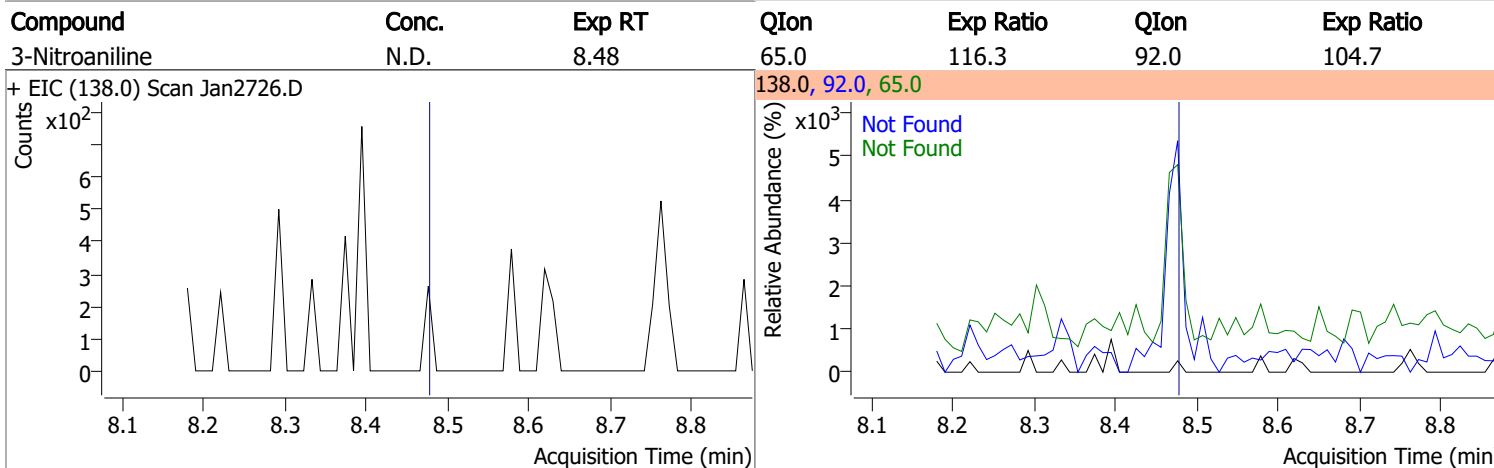 Compound Conc. Exp RT QIon Exp Ratio QIon Exp Ratio
3-Nitroaniline N.D. 8.48 65.0 116.3 92.0 104.7
+ EIC (138.0) Scan Jan2726.D
Counts
x10²
6
5
4
3
2
1
0
8.1 8.2 8.3 8.4 8.5 8.6 8.7 8.8
Acquisition Time (min)
138.0, 92.0, 65.0
Relative Abundance (%)
x10³
Not Found
Not Found
5
4
3
2
1
0
8.1 8.2 8.3 8.4 8.5 8.6 8.7 8.8
Acquisition Time (min)